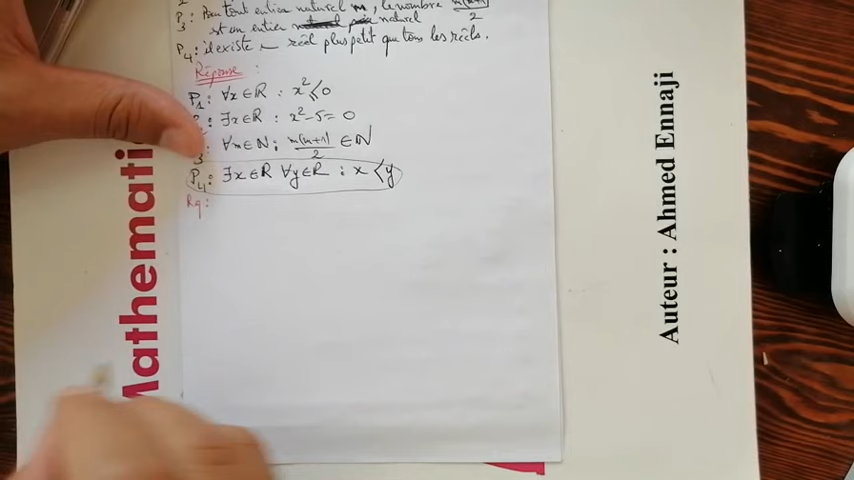 P3: Pour tout entier naturel n, le nombre n(n+1)/2
est un entier naturel
P4: il existe un réel plus petit que tous les réels.
Réponse :
P1: ∀x∈ℝ : x²⩽0
: ∃x∈ℝ : x²-5=0
3: ∀n∈ℕ ; n(n+1)/2 ∈ℕ
P4: ∃x∈ℝ ∀y∈ℝ : x⩽y
Rq:
Mathemati
Auteur : Ahmed Ennaji